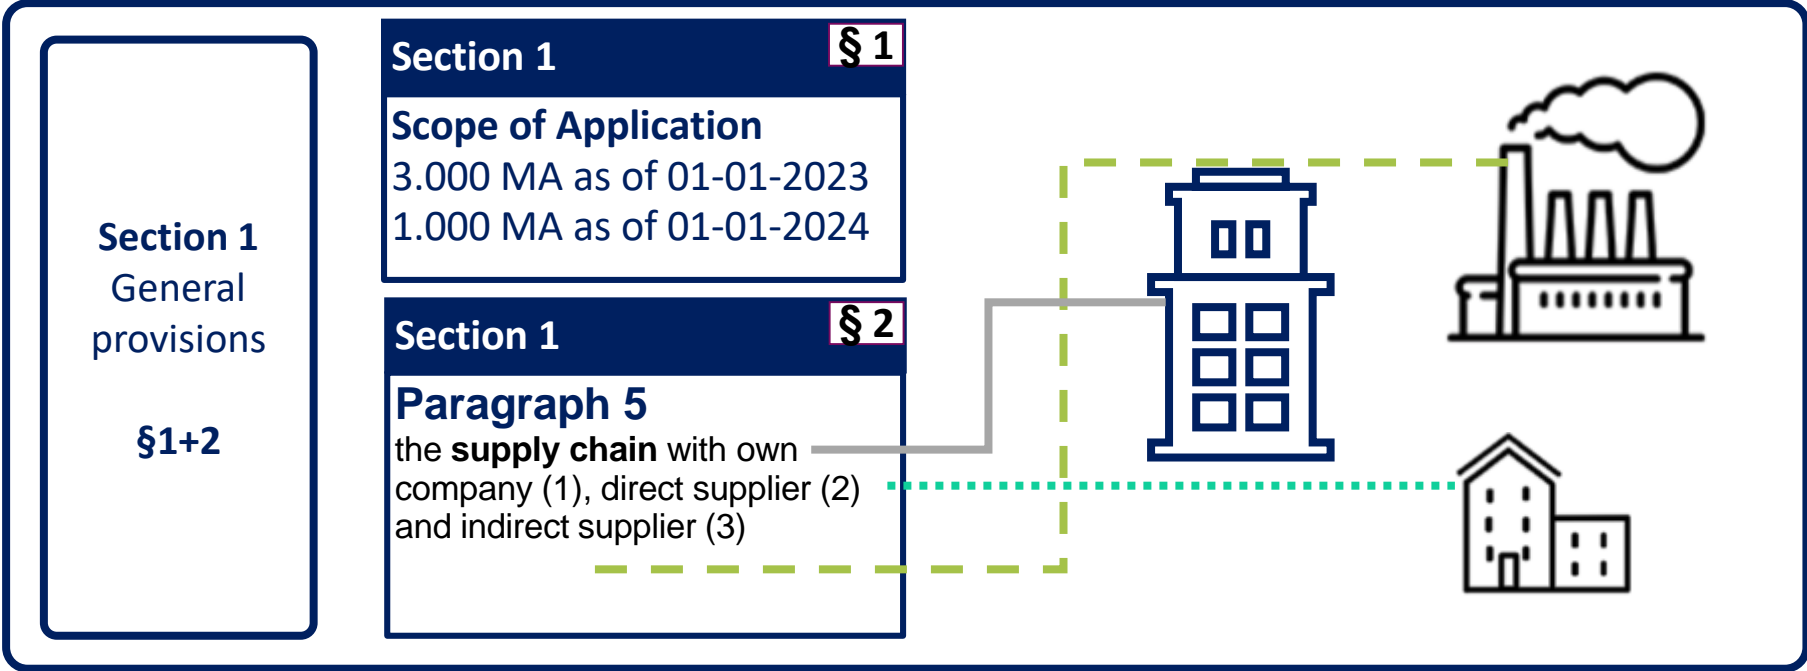 Section 1
General
provisions
§1+2
Section 1
§ 1
Scope of Application
3.000 MA as of 01-01-2023
1.000 MA as of 01-01-2024
Section 1
§ 2
Paragraph 5
the supply chain with own
company (1), direct supplier (2)
and indirect supplier (3)